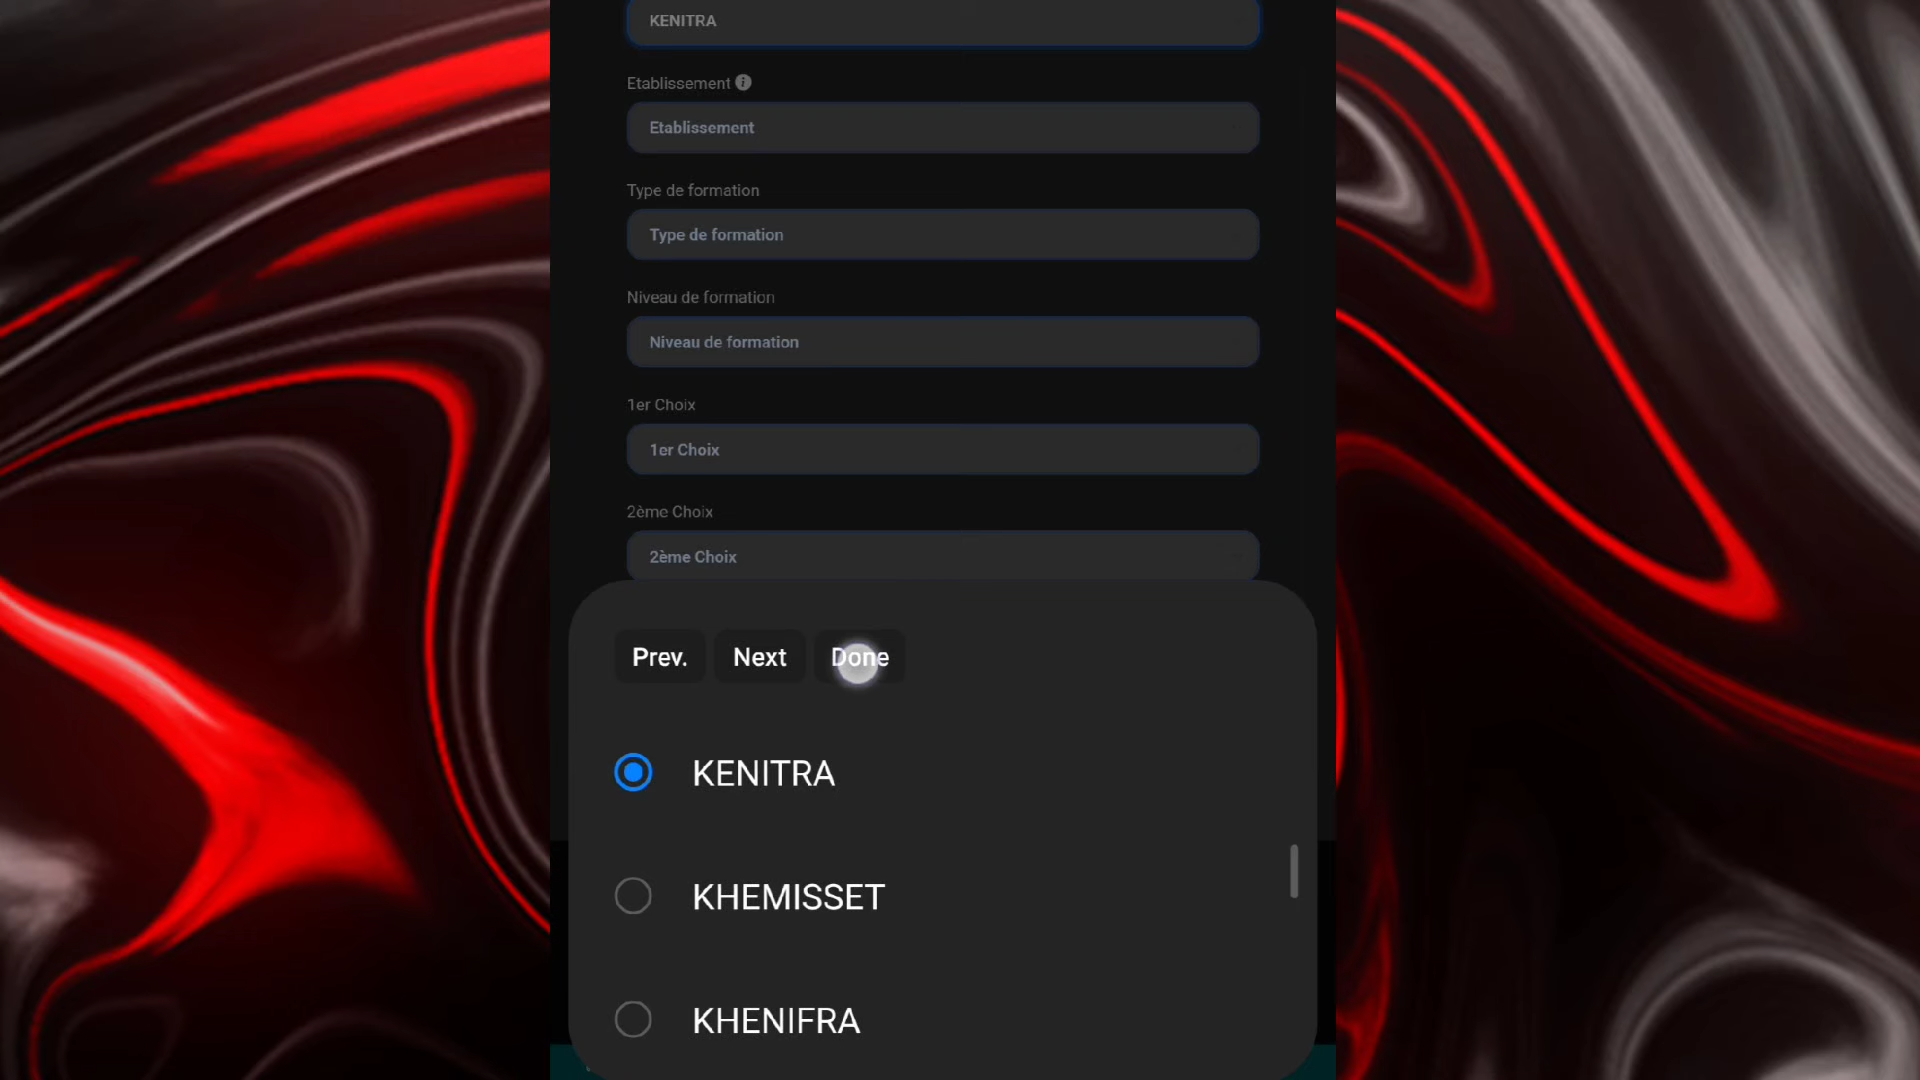 KENITRA
Etablissement
Etablissement
Type de formation
Type de formation
Niveau de formation
Niveau de formation
1er Choix
1er Choix
2ème Choix
2ème Choix
Prev. Next Done
KENITRA
KHEMISSET
KHENIFRA